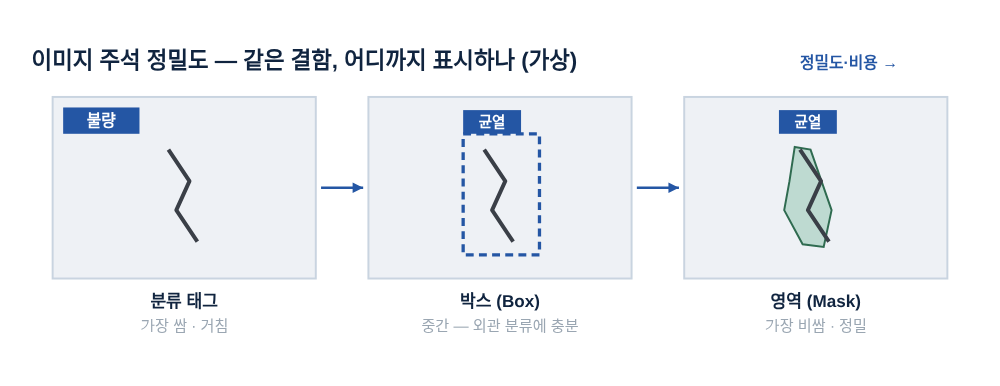 이미지 주석 정밀도 — 같은 결함, 어디까지 표시하나 (가상)
정밀도·비용 →
불량
균열
균열
분류 태그
박스 (Box)
영역 (Mask)
가장 쌈 · 거침
중간 — 외관 분류에 충분
가장 비쌈 · 정밀